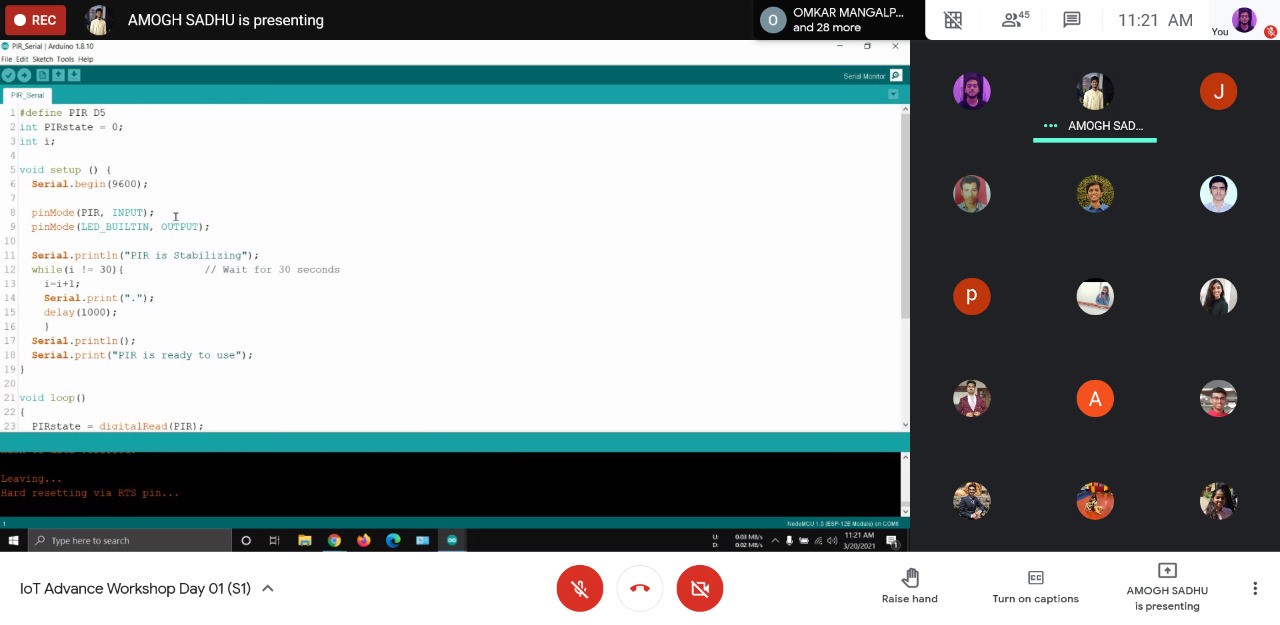 REC
AMOGH SADHU is presenting
O
OMKAR MANGALP...
and 28 more
45
11:21 AM
You
PIR_Serial | Arduino 1.8.10
File Edit Sketch Tools Help
Serial Monitor
PIR_Serial
1 #define PIR D5
2 int PIRstate = 0;
3 int i;
4
5 void setup () {
6 Serial.begin(9600);
7
8 pinMode(PIR, INPUT);
9 pinMode(LED_BUILTIN, OUTPUT);
10
11 Serial.println("PIR is Stabilizing");
12 while(i != 30){ // Wait for 30 seconds
13 i=i+1;
14 Serial.print(".");
15 delay(1000);
16 }
17 Serial.println();
18 Serial.print("PIR is ready to use");
19 }
20
21 void loop()
22 {
23 PIRstate = digitalRead(PIR);
Leaving...
Hard resetting via RTS pin...
1
NodeMCU 1.0 (ESP-12E Module) on COM6
Type here to search
U: 0.03 MB/s
D: 0.02 MB/s
11:21 AM
3/20/2021
1
AMOGH SAD...
J
p
A
IoT Advance Workshop Day 01 (S1)
Raise hand
CC
Turn on captions
AMOGH SADHU
is presenting